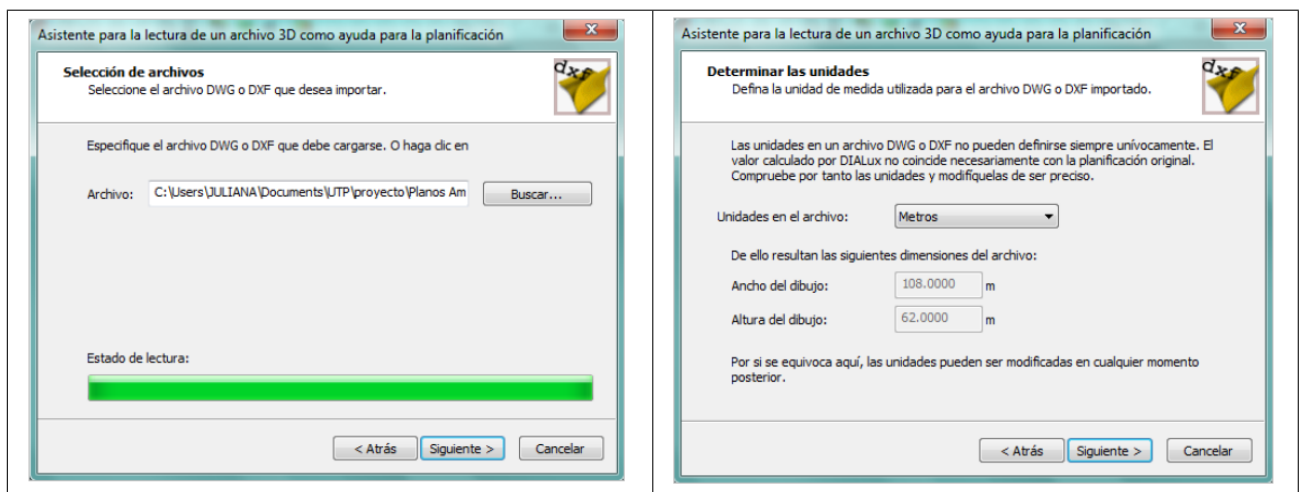 Asistente para la lectura de un archivo 3D como ayuda para la planificación
Selección de archivos
Seleccione el archivo DWG o DXF que desea importar.
dxf
Especifique el archivo DWG o DXF que debe cargarse. O haga clic en
Archivo: C:\Users\JULIANA\Documents\UTP\proyecto\Planos Am Buscar...
Estado de lectura:
< Atrás Siguiente > Cancelar
Asistente para la lectura de un archivo 3D como ayuda para la planificación
Determinar las unidades
Defina la unidad de medida utilizada para el archivo DWG o DXF importado.
dxf
Las unidades en un archivo DWG o DXF no pueden definirse siempre unívocamente. El
valor calculado por DIALux no coincide necesariamente con la planificación original.
Compruebe por tanto las unidades y modifíquelas de ser preciso.
Unidades en el archivo: Metros
De ello resultan las siguientes dimensiones del archivo:
Ancho del dibujo: 108.0000 m
Altura del dibujo: 62.0000 m
Por si se equivoca aquí, las unidades pueden ser modificadas en cualquier momento
posterior.
< Atrás Siguiente > Cancelar